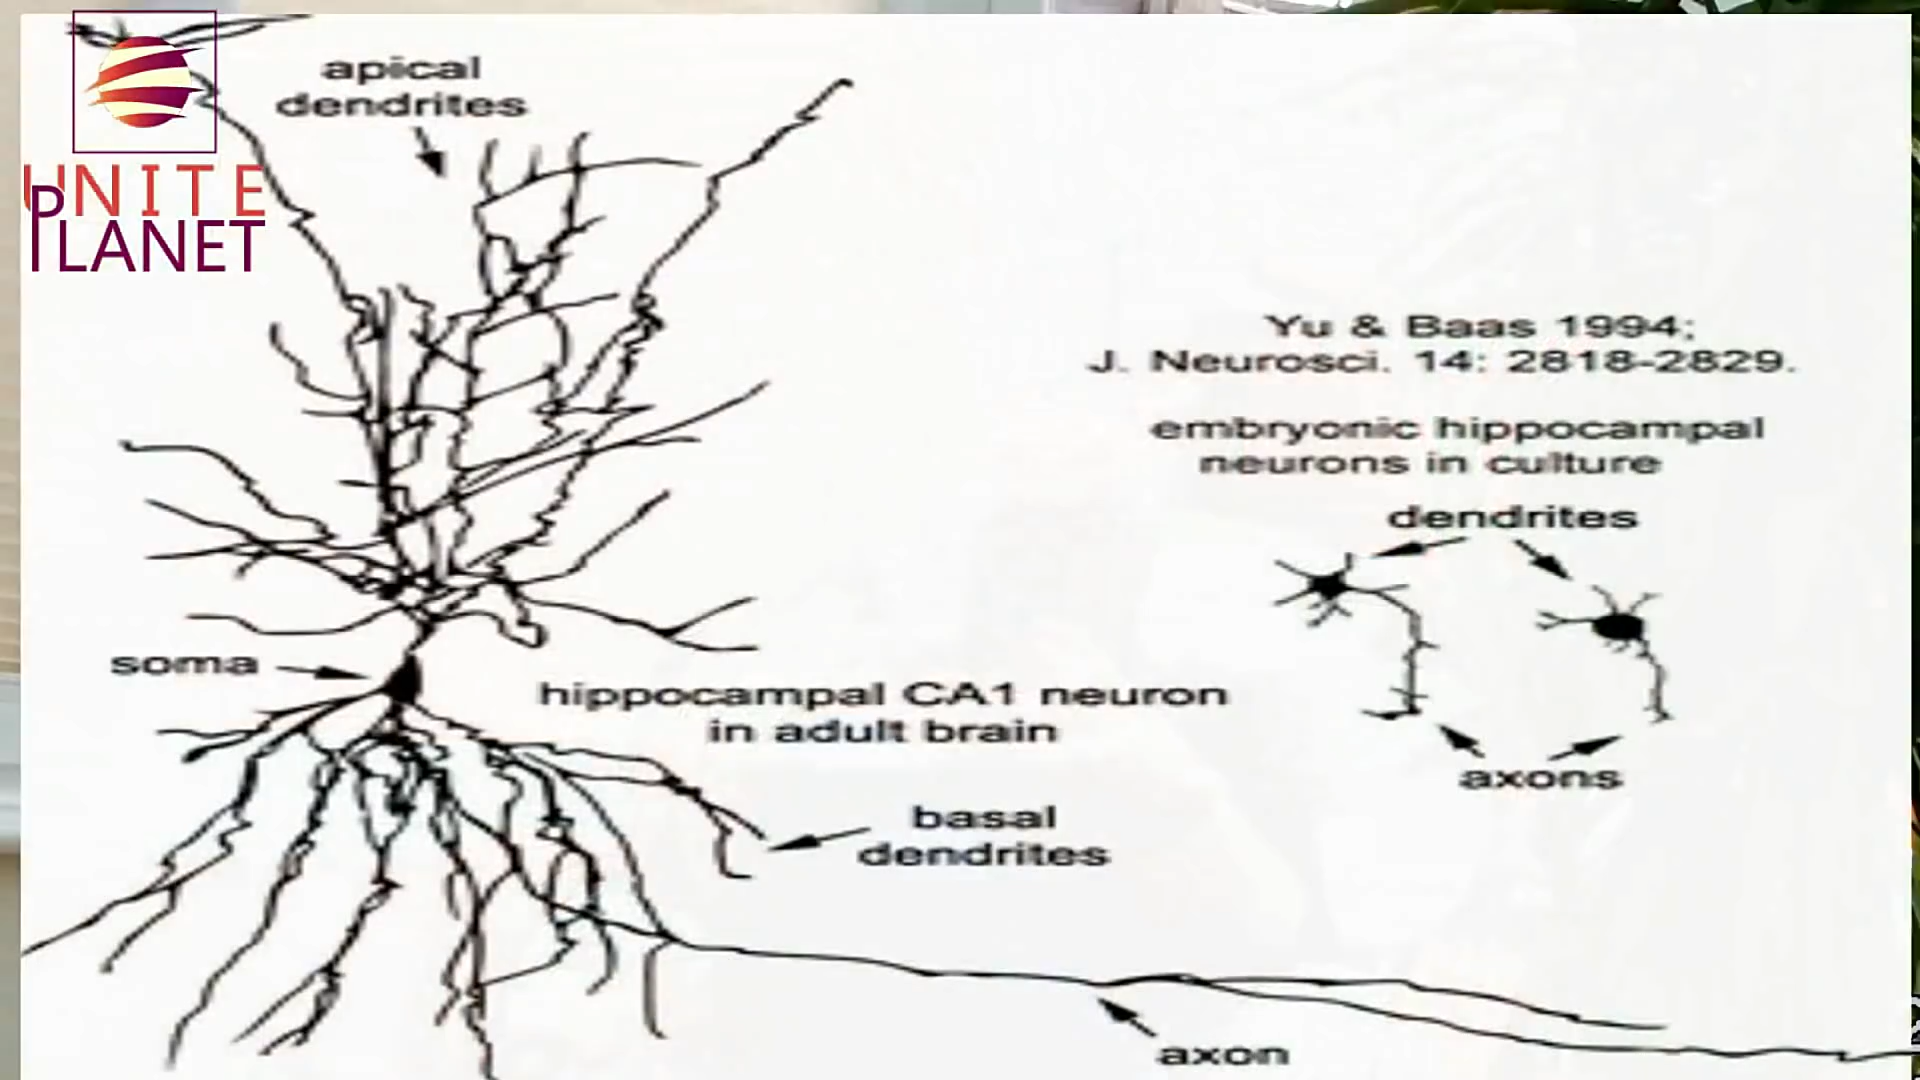 UNITE
PLANET
apical
dendrites
Yu & Baas 1994;
J. Neurosci. 14: 2818-2829.
embryonic hippocampal
neurons in culture
dendrites
soma
hippocampal CA1 neuron
in adult brain
axons
basal
dendrites
axon